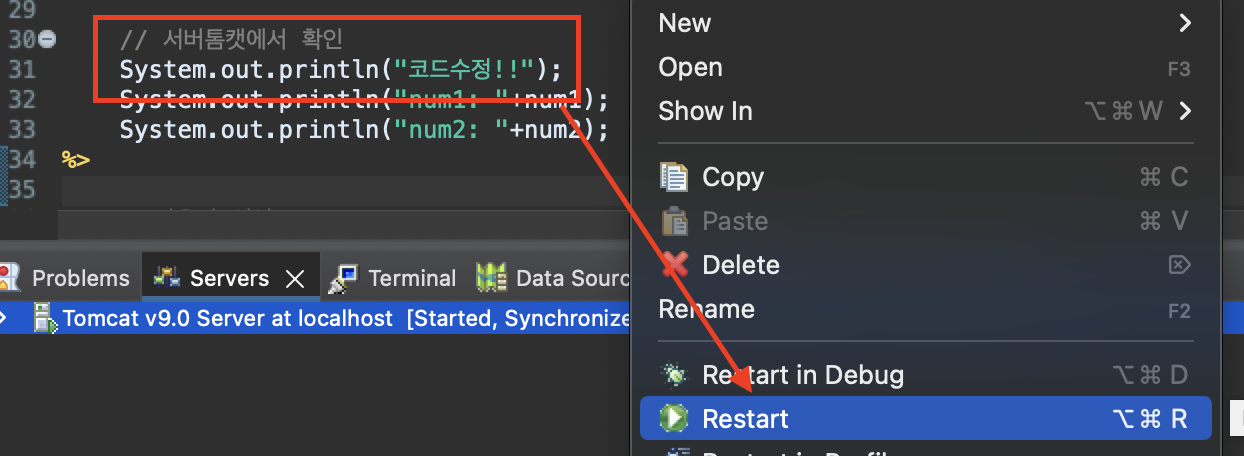 29
30 // 서버톰캣에서 확인
31 System.out.println("코드수정!!");
32 System.out.println("num1: "+num1);
33 System.out.println("num2: "+num2);
34 %>
35
Problems Servers Terminal Data Sourc
Tomcat v9.0 Server at localhost [Started, Synchronize
New
Open F3
Show In ⌥⌘W
Copy ⌘C
Paste ⌘V
Delete ⌦
Rename F2
Restart in Debug ⌥⌘D
Restart ⌥⌘R